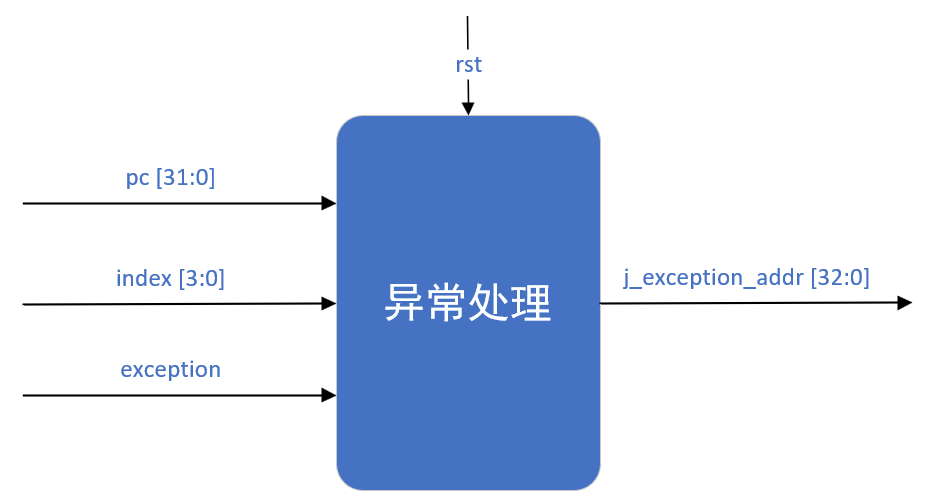 rst
pc [31:0]
index [3:0]
exception
异常处理
j_exception_addr [32:0]